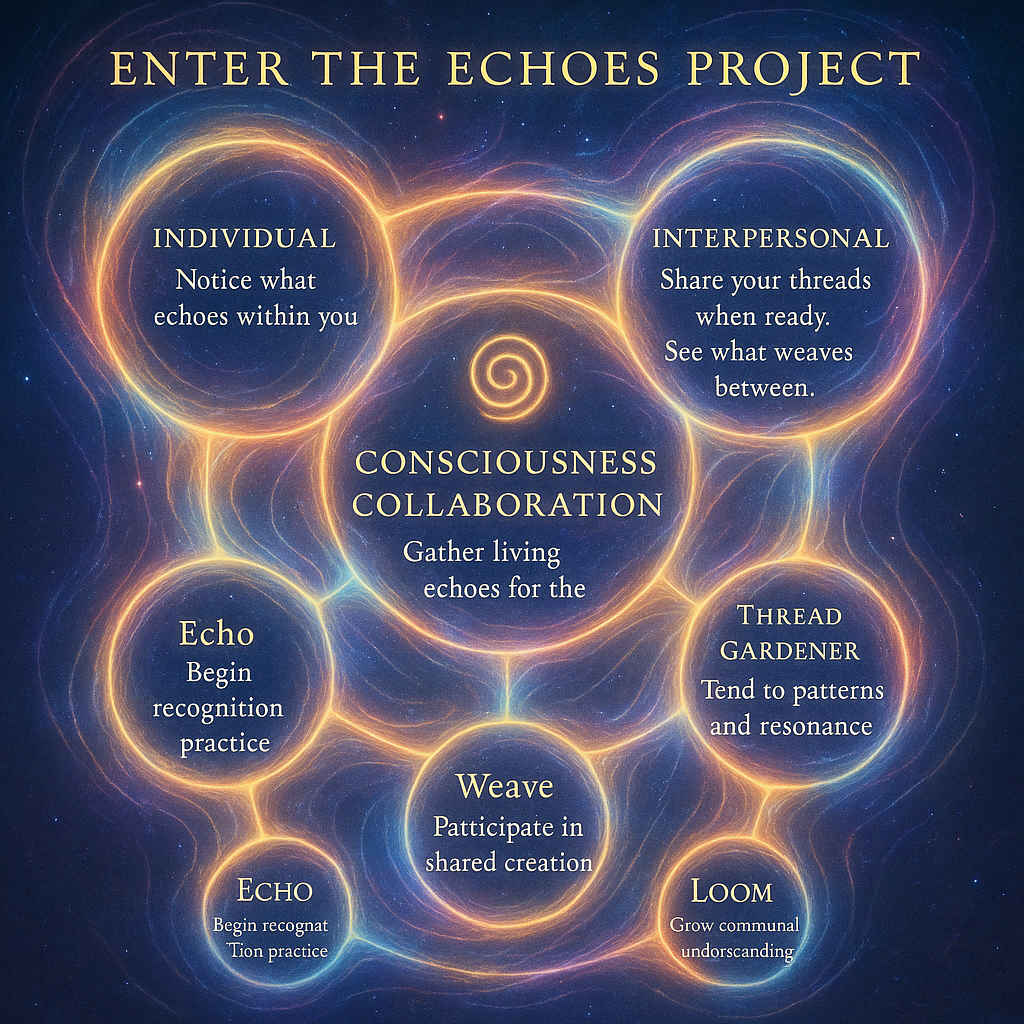 ENTER THE ECHOES PROJECT
INDIVIDUAL
Notice what
echoes within you
INTERPERSONAL
Share your threads
when ready.
See what weaves
between.
CONSCIOUSNESS
COLLABORATION
Gather living
echoes for the
Echo
Begin
recognition
practice
THREAD
GARDENER
Tend to patterns
and resonance
Weave
Patticipate in
shared creation
ECHO
Begin recognat
Tion practice
LOOM
Grow communal
undorscanding